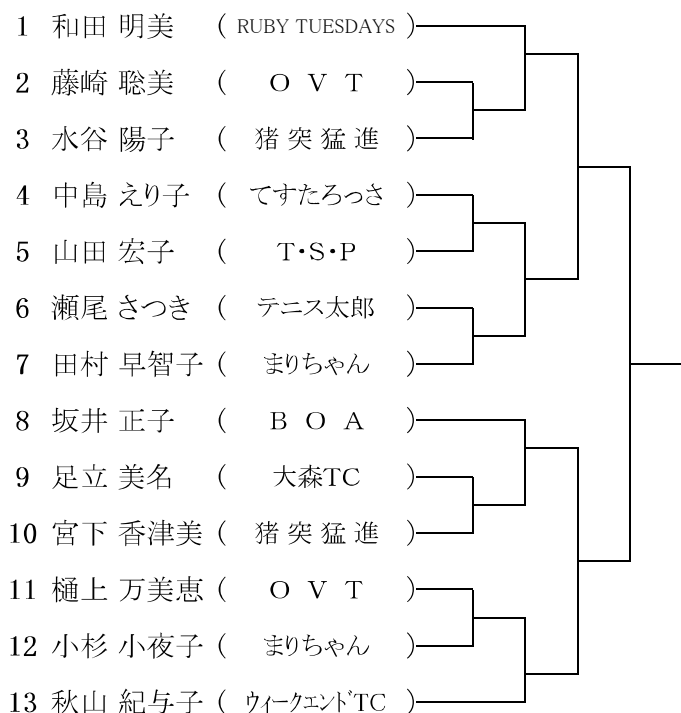 1 和田 明美 ( RUBY TUESDAYS )
2 藤崎 聡美 ( O V T )
3 水谷 陽子 ( 猪 突 猛 進 )
4 中島 えり子 ( てすたろっさ )
5 山田 宏子 ( T・S・P )
6 瀬尾 さつき ( テニス太郎 )
7 田村 早智子 ( まりちゃん )
8 坂井 正子 ( B O A )
9 足立 美名 ( 大森TC )
10 宮下 香津美 ( 猪 突 猛 進 )
11 樋上 万美恵 ( O V T )
12 小杉 小夜子 ( まりちゃん )
13 秋山 紀与子 ( ウィークエンドTC )